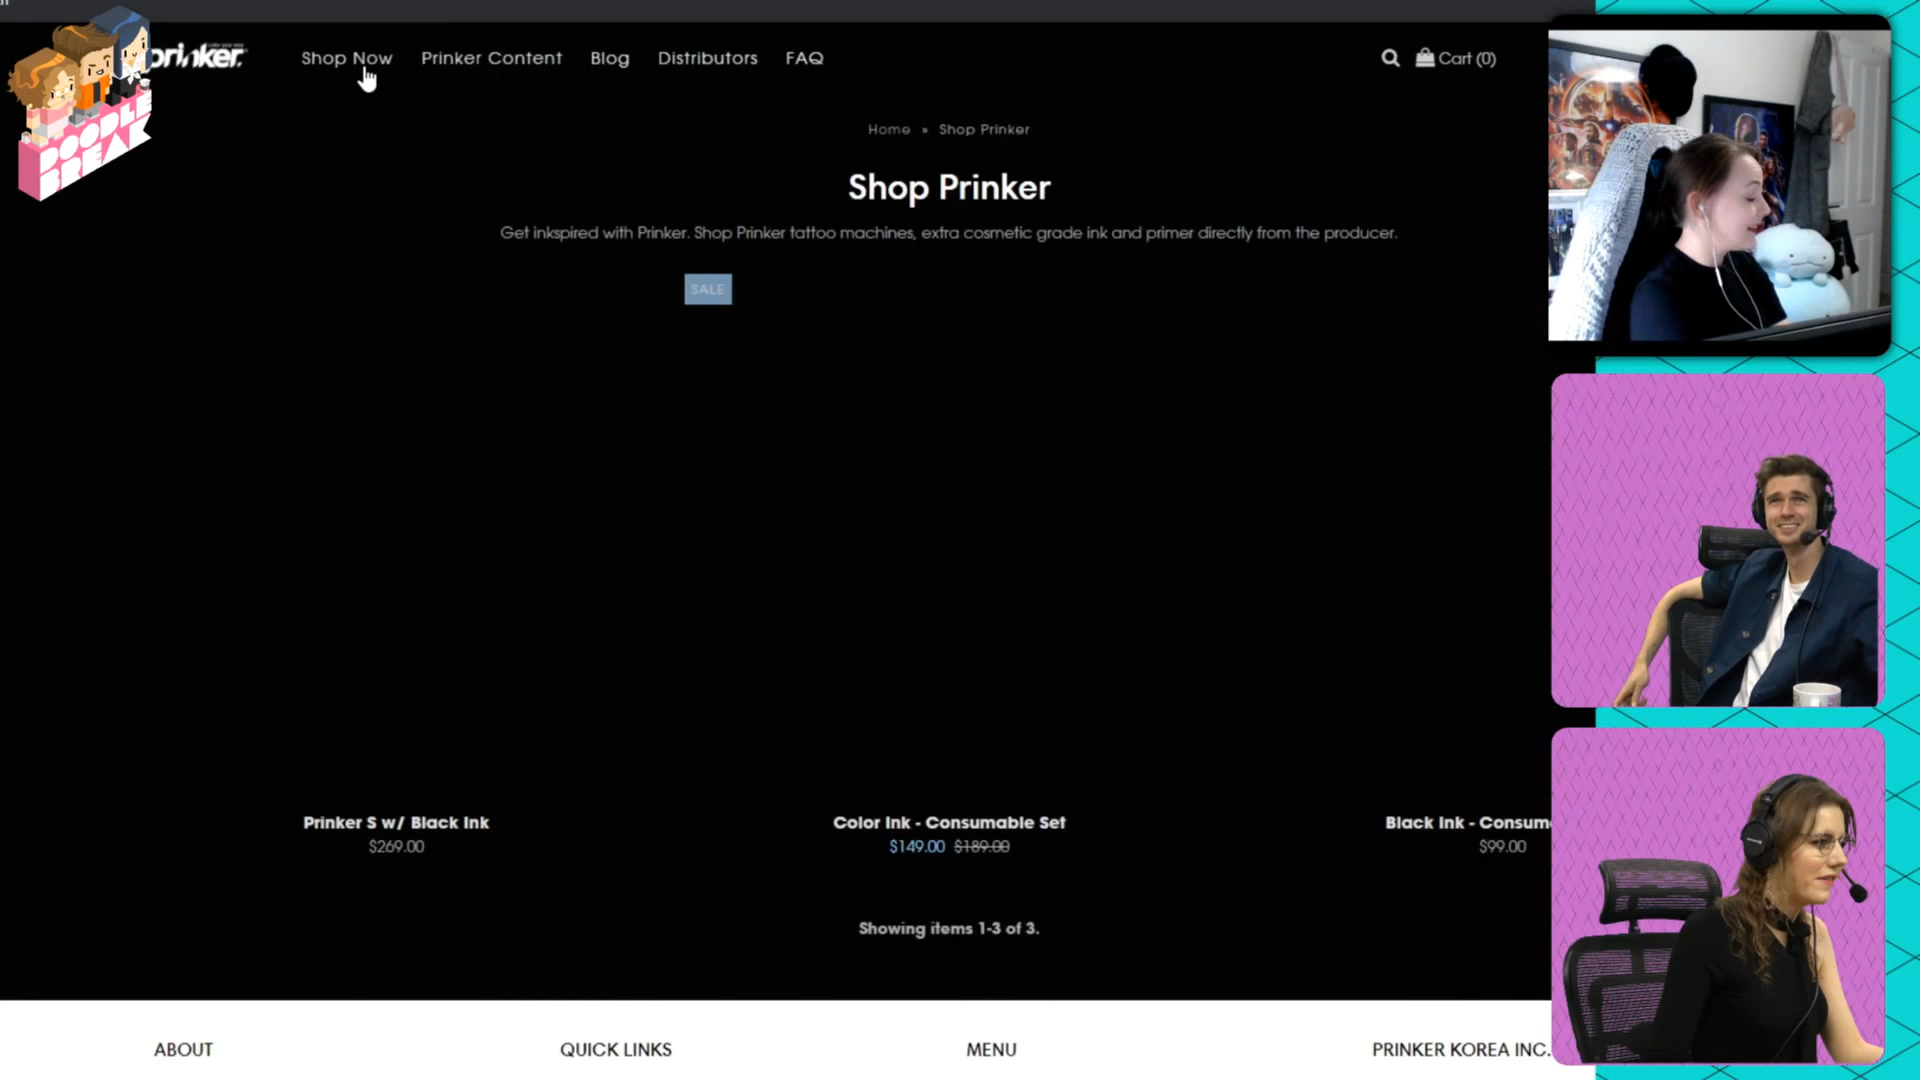 DOODLE
BREAK
prinker.
Shop Now
Prinker Content
Blog
Distributors
FAQ
Cart (0)
Home » Shop Prinker
Shop Prinker
Get inkspired with Prinker. Shop Prinker tattoo machines, extra cosmetic grade ink and primer directly from the producer.
SALE
Prinker S w/ Black Ink
$269.00
Color Ink - Consumable Set
$149.00 $189.00
Black Ink - Consum
$99.00
Showing items 1-3 of 3.
ABOUT
QUICK LINKS
MENU
PRINKER KOREA INC.